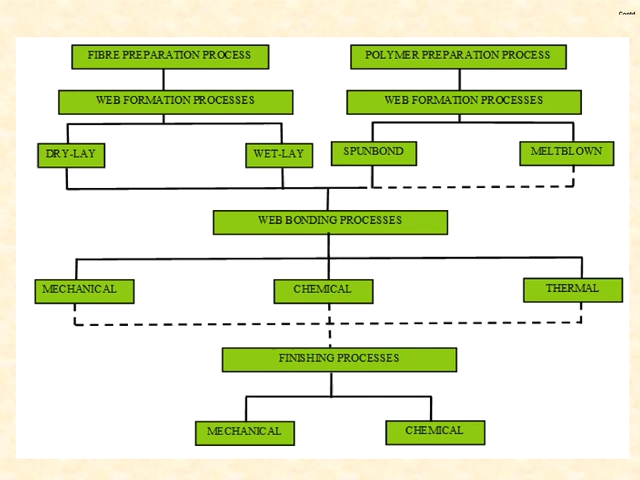 FIBRE PREPARATION PROCESS
POLYMER PREPARATION PROCESS
WEB FORMATION PROCESSES
WEB FORMATION PROCESSES
DRY-LAY
WET-LAY
SPUNBOND
MELTBLOWN
WEB BONDING PROCESSES
MECHANICAL
CHEMICAL
THERMAL
FINISHING PROCESSES
MECHANICAL
CHEMICAL